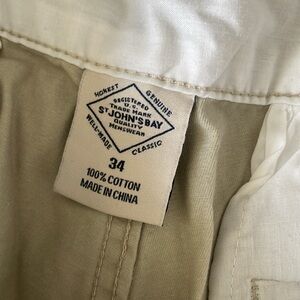 HONEST GENUINE
REGISTERED
U.S.
TRADE MARK
ST JOHN'S BAY
QUALITY
MENSWEAR
WELL-MADE CLASSIC
34
100% COTTON
MADE IN CHINA